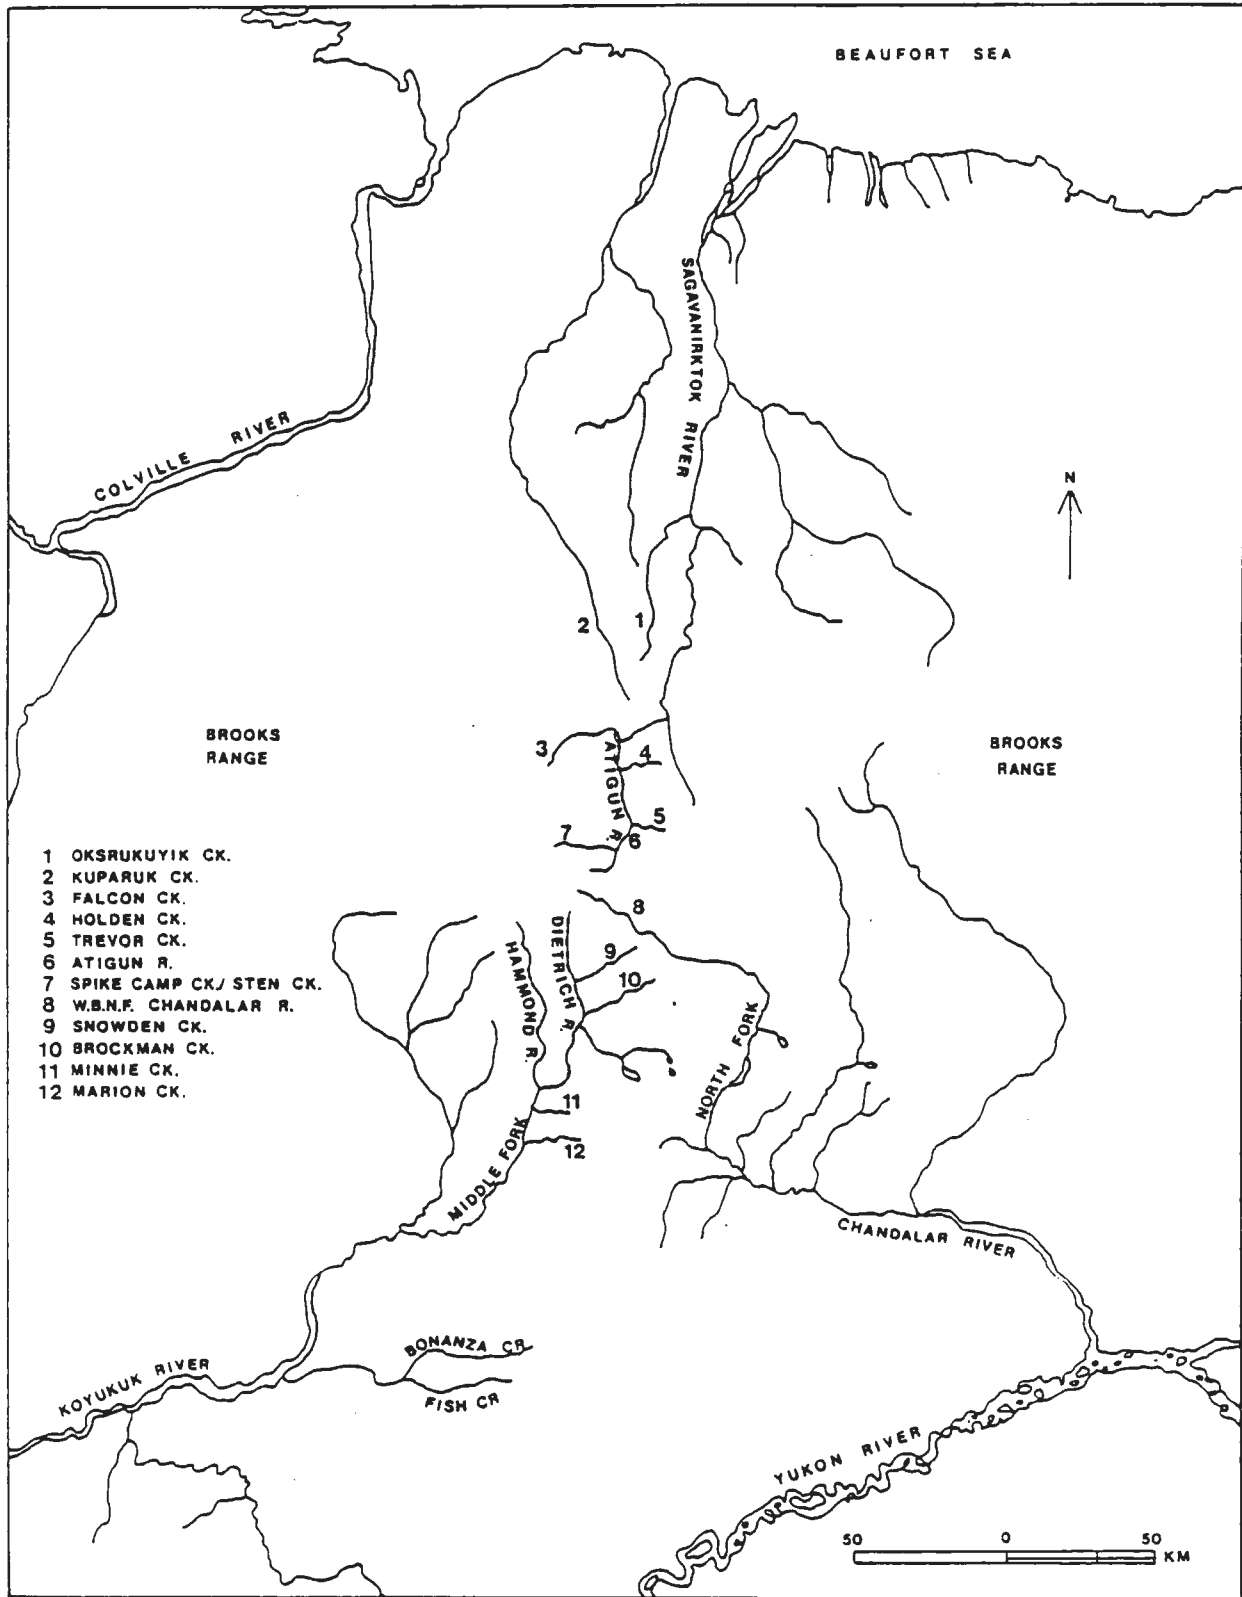 BEAUFORT SEA
SAGAVANIRKTOK RIVER
COLVILLE RIVER
N
2
1
BROOKS
RANGE
BROOKS
RANGE
3
4
ATIGUN R.
5
7
6
1 OKSRUKUYIK CK.
2 KUPARUK CK.
3 FALCON CK.
4 HOLDEN CK.
5 TREVOR CK.
6 ATIGUN R.
7 SPIKE CAMP CK./ STEN CK.
8 W.B.N.F. CHANDALAR R.
9 SNOWDEN CK.
10 BROCKMAN CK.
11 MINNIE CK.
12 MARION CK.
8
DIETRICH R.
HAMMOND R.
9
10
NORTH FORK
11
12
MIDDLE FORK
CHANDALAR RIVER
BONANZA CR
KOYUKUK RIVER
FISH CR
YUKON RIVER
50 0 50
KM